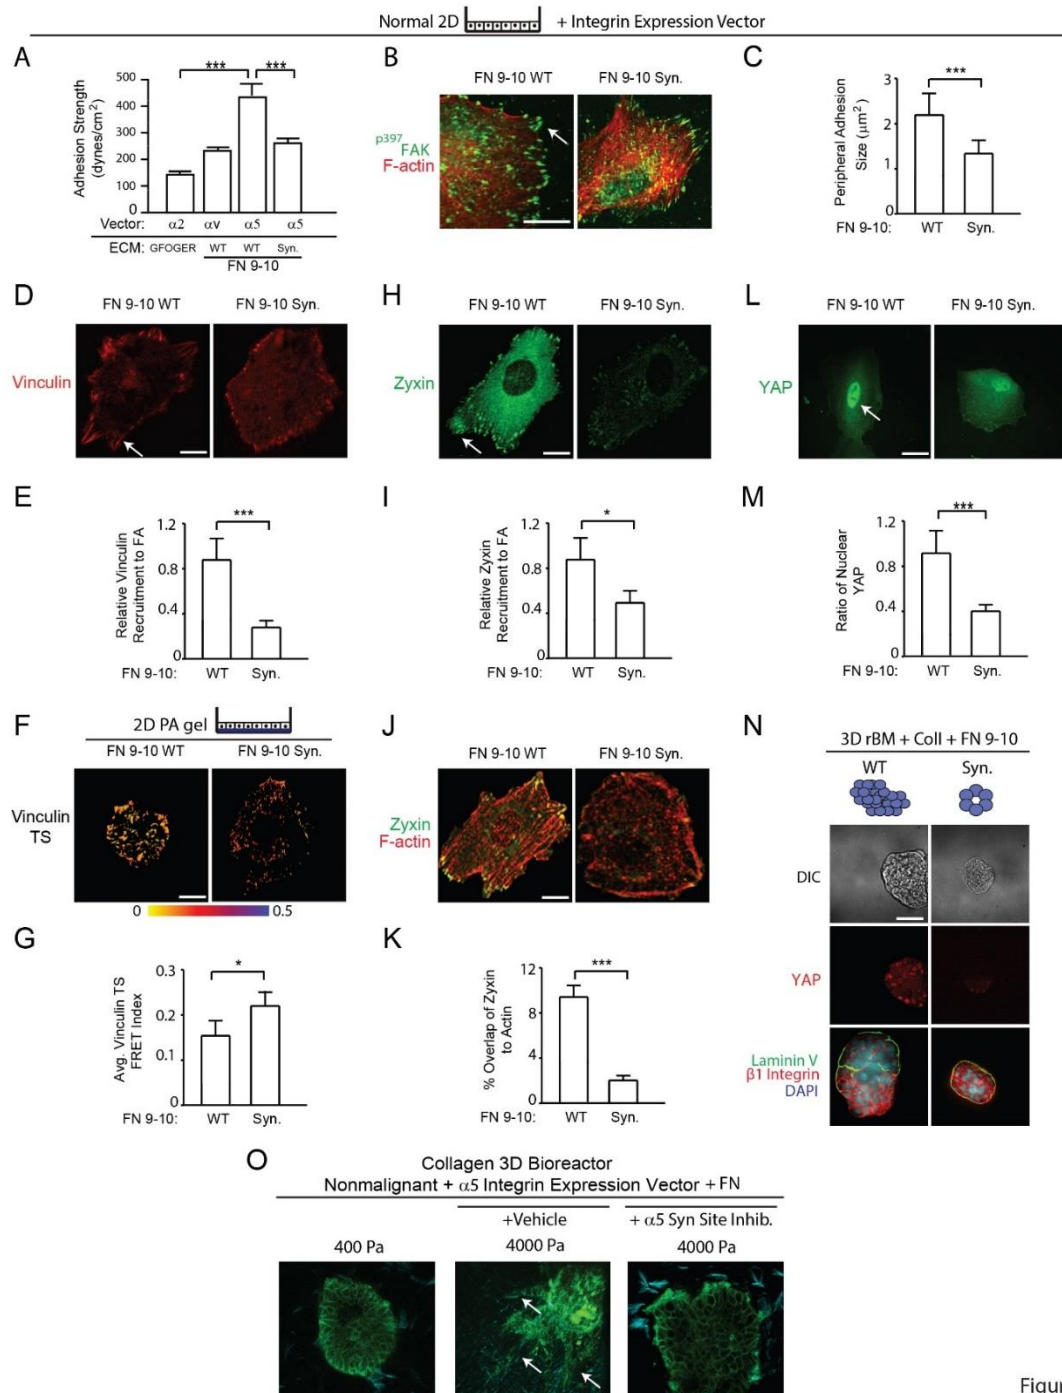 Normal 2D + Integrin Expression Vector
A
Adhesion Strength
(dynes/cm²)
500
400
300
200
100
0
*** ***
Vector: α2 αv α5 α5
ECM: GFOGER WT WT Syn.
FN 9-10
B
FN 9-10 WT FN 9-10 Syn.
p397FAK
F-actin
C
Peripheral Adhesion
Size (μm²)
3
2
1
0
***
FN 9-10: WT Syn.
D
FN 9-10 WT FN 9-10 Syn.
Vinculin
H
FN 9-10 WT FN 9-10 Syn.
Zyxin
L
FN 9-10 WT FN 9-10 Syn.
YAP
E
Relative Vinculin
Recruitment to FA
1.2
0.8
0.4
0
***
FN 9-10: WT Syn.
I
Relative Zyxin
Recruitment to FA
1.2
0.8
0.4
0
*
FN 9-10: WT Syn.
M
Ratio of Nuclear
YAP
1.2
0.8
0.4
0
***
FN 9-10: WT Syn.
F
2D PA gel
FN 9-10 WT FN 9-10 Syn.
Vinculin
TS
0 0.5
J
FN 9-10 WT FN 9-10 Syn.
Zyxin
F-actin
N
3D rBM + Coll + FN 9-10
WT Syn.
DIC
YAP
Laminin V
β1 Integrin
DAPI
G
Avg. Vinculin TS
FRET Index
0.3
0.2
0.1
0
*
FN 9-10: WT Syn.
K
% Overlap of Zyxin
to Actin
12
8
4
0
***
FN 9-10: WT Syn.
O
Collagen 3D Bioreactor
Nonmalignant + α5 Integrin Expression Vector + FN
+Vehicle + α5 Syn Site Inhib.
400 Pa 4000 Pa 4000 Pa
Figur